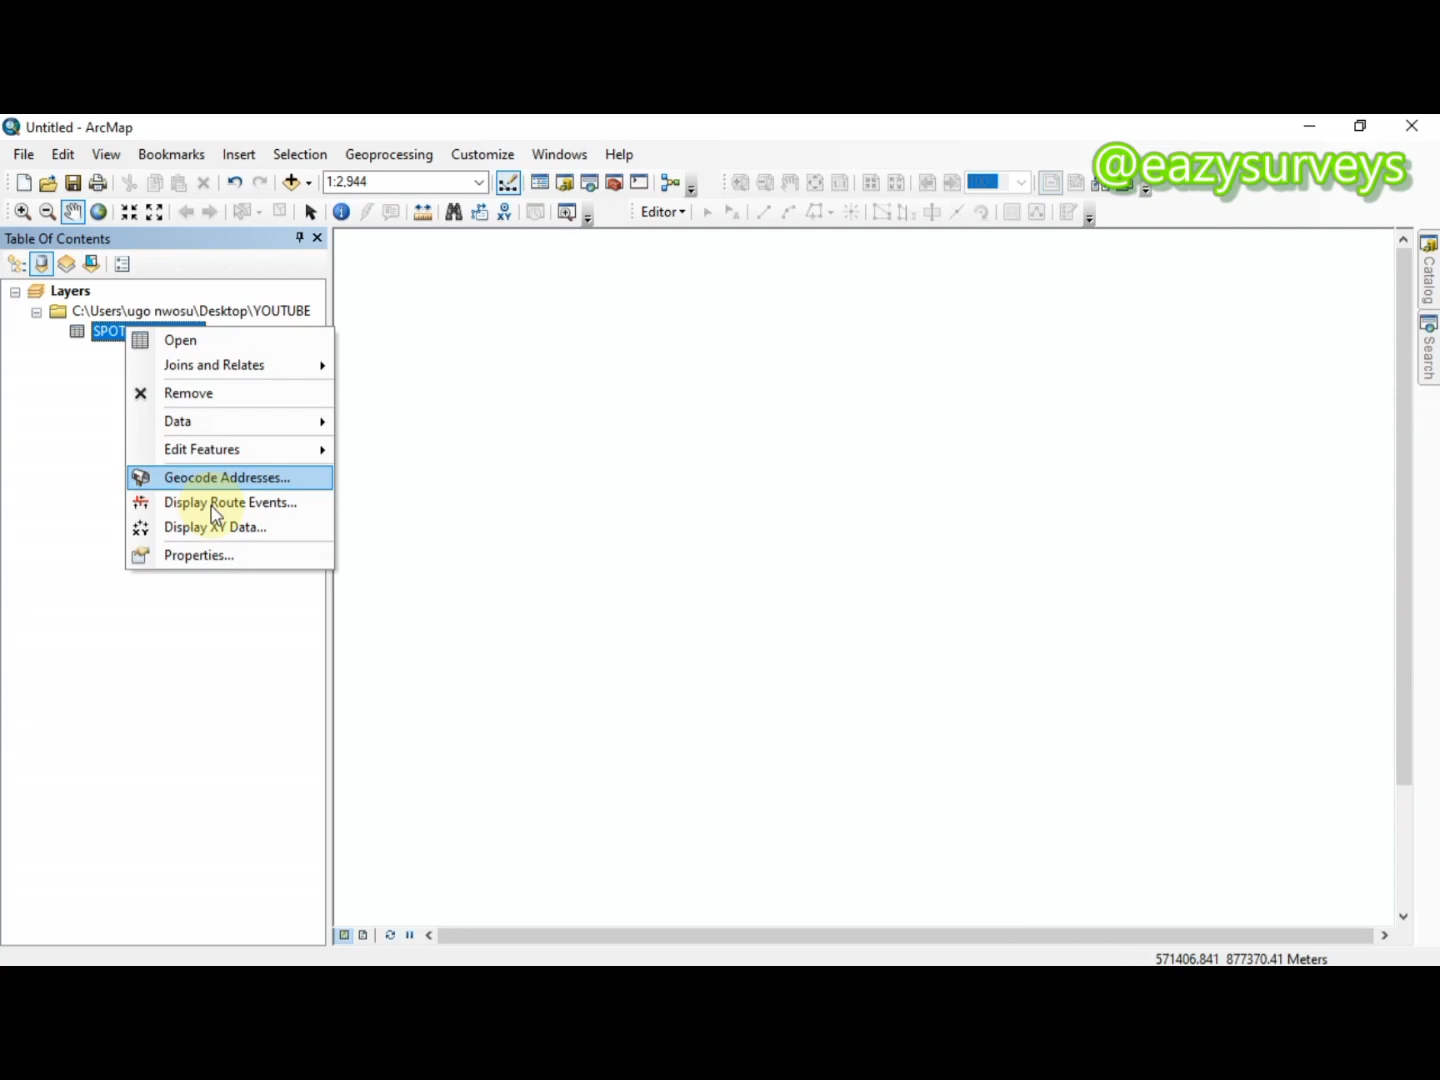 Untitled - ArcMap
File Edit View Bookmarks Insert Selection Geoprocessing Customize Windows Help
@eazysurveys
1:2,944
Editor
Table Of Contents
Layers
C:\Users\ugo nwosu\Desktop\YOUTUBE
SPOT
Open
Joins and Relates
Remove
Data
Edit Features
Geocode Addresses...
Display Route Events...
Display XY Data...
Properties...
Catalog
Search
571406.841 877370.41 Meters